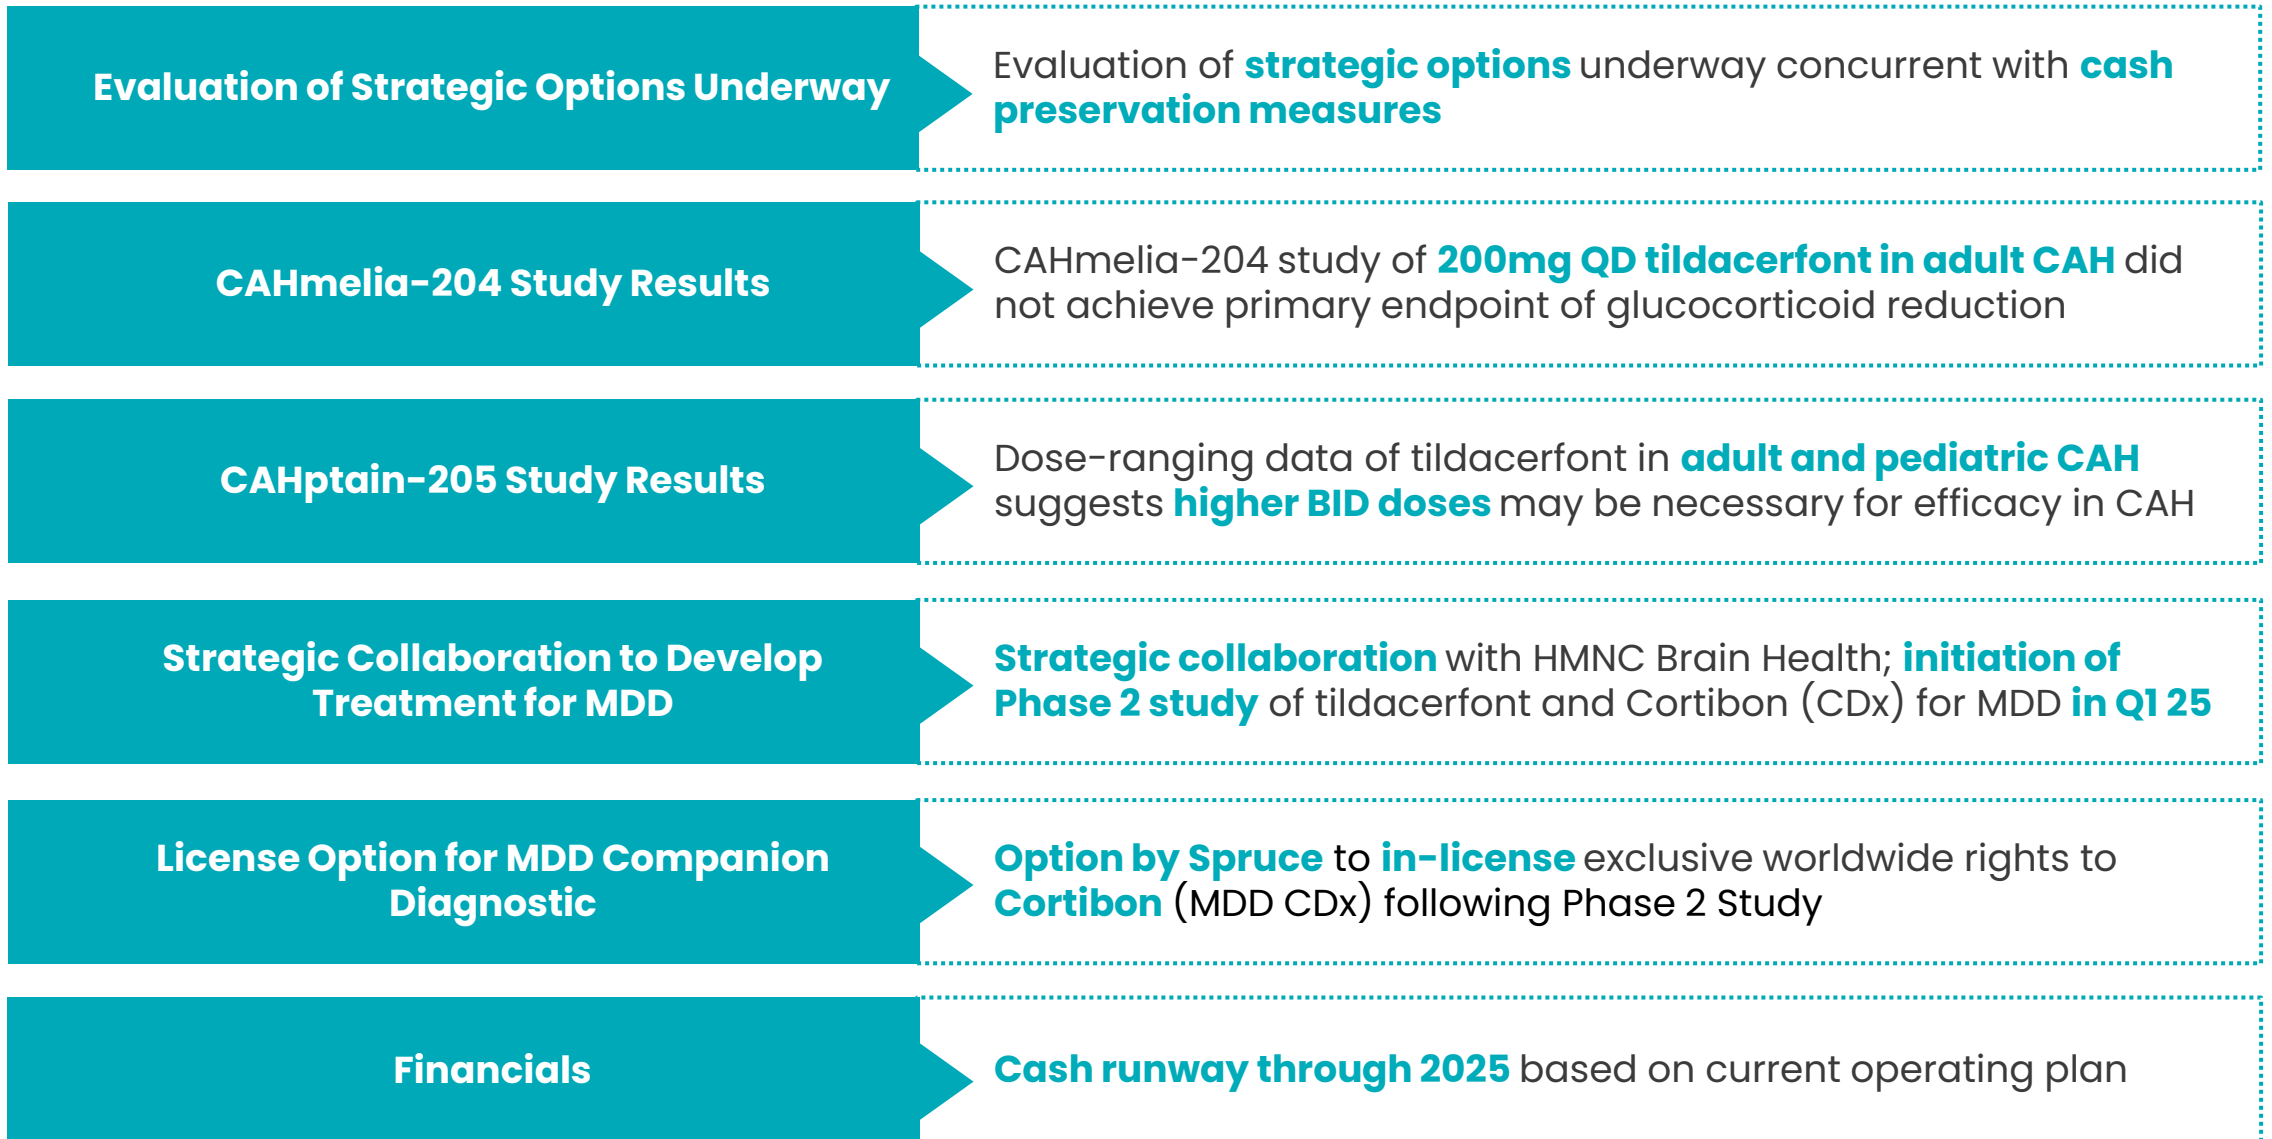 Evaluation of Strategic Options Underway
Evaluation of strategic options underway concurrent with cash
preservation measures
CAHmelia-204 Study Results
CAHmelia-204 study of 200mg QD tildacerfont in adult CAH did
not achieve primary endpoint of glucocorticoid reduction
CAHptain-205 Study Results
Dose-ranging data of tildacerfont in adult and pediatric CAH
suggests higher BID doses may be necessary for efficacy in CAH
Strategic Collaboration to Develop
Treatment for MDD
Strategic collaboration with HMNC Brain Health; initiation of
Phase 2 study of tildacerfont and Cortibon (CDx) for MDD in Q1 25
License Option for MDD Companion
Diagnostic
Option by Spruce to in-license exclusive worldwide rights to
Cortibon (MDD CDx) following Phase 2 Study
Financials
Cash runway through 2025 based on current operating plan